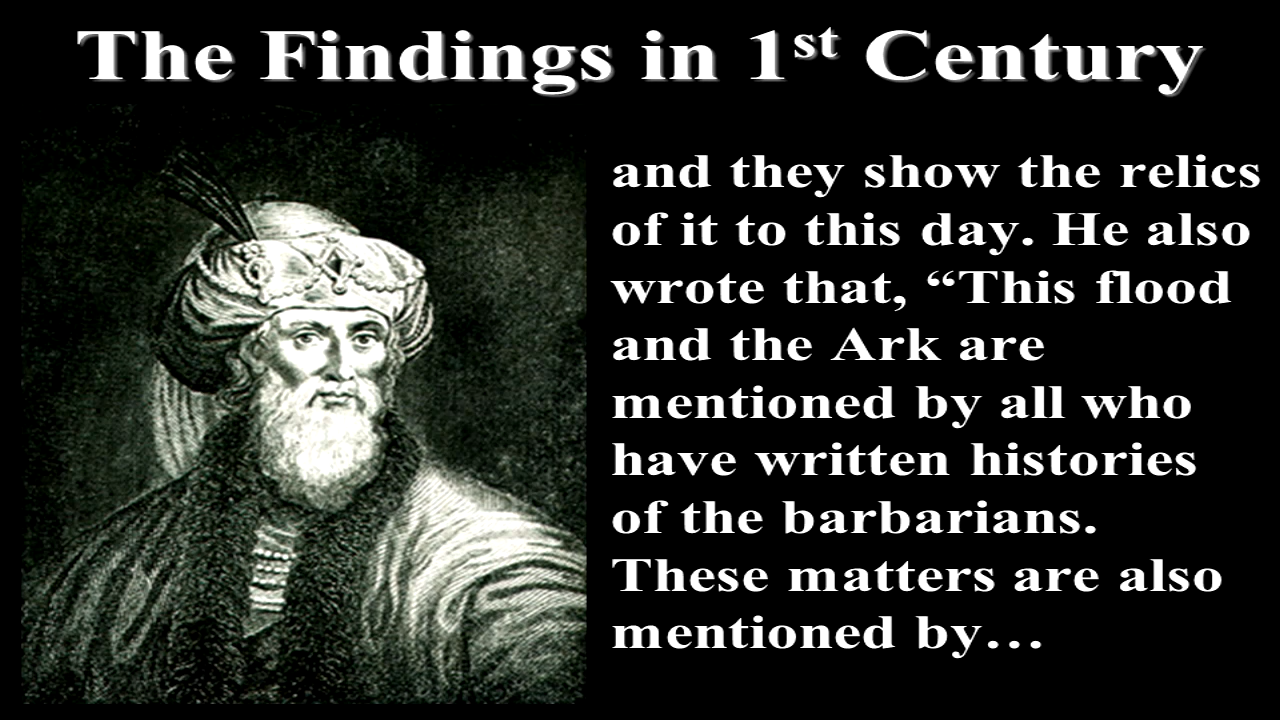 The Findings in 1st Century
and they show the relics
of it to this day. He also
wrote that, “This flood
and the Ark are
mentioned by all who
have written histories
of the barbarians.
These matters are also
mentioned by…